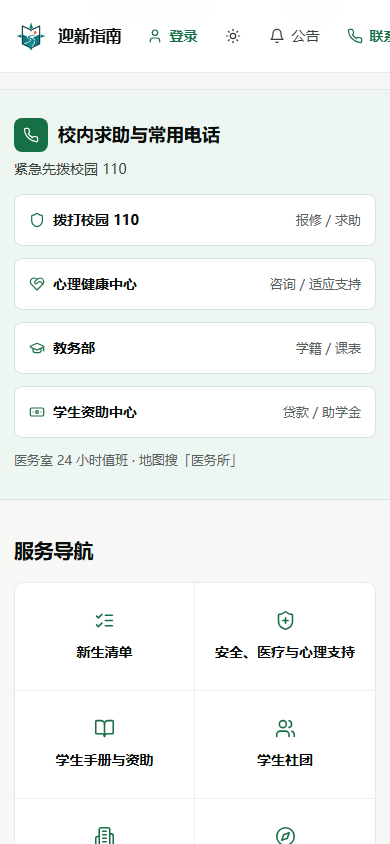 迎新指南 登录 公告 联系
校内求助与常用电话
紧急先拨校园 110
拨打校园 110 报修 / 求助
心理健康中心 咨询 / 适应支持
教务部 学籍 / 课表
学生资助中心 贷款 / 助学金
医务室 24 小时值班 · 地图搜「医务所」
服务导航
新生清单 安全、医疗与心理支持
学生手册与资助 学生社团